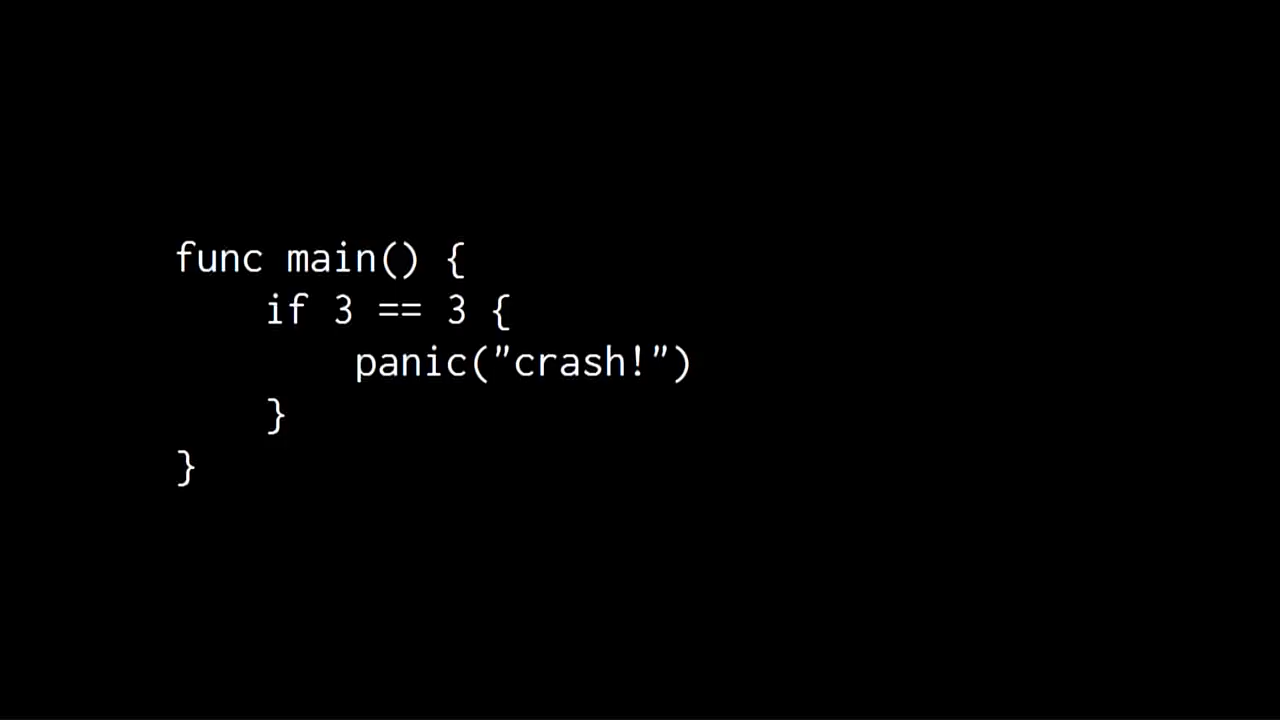 func main() {
    if 3 == 3 {
        panic("crash!")
    }
}